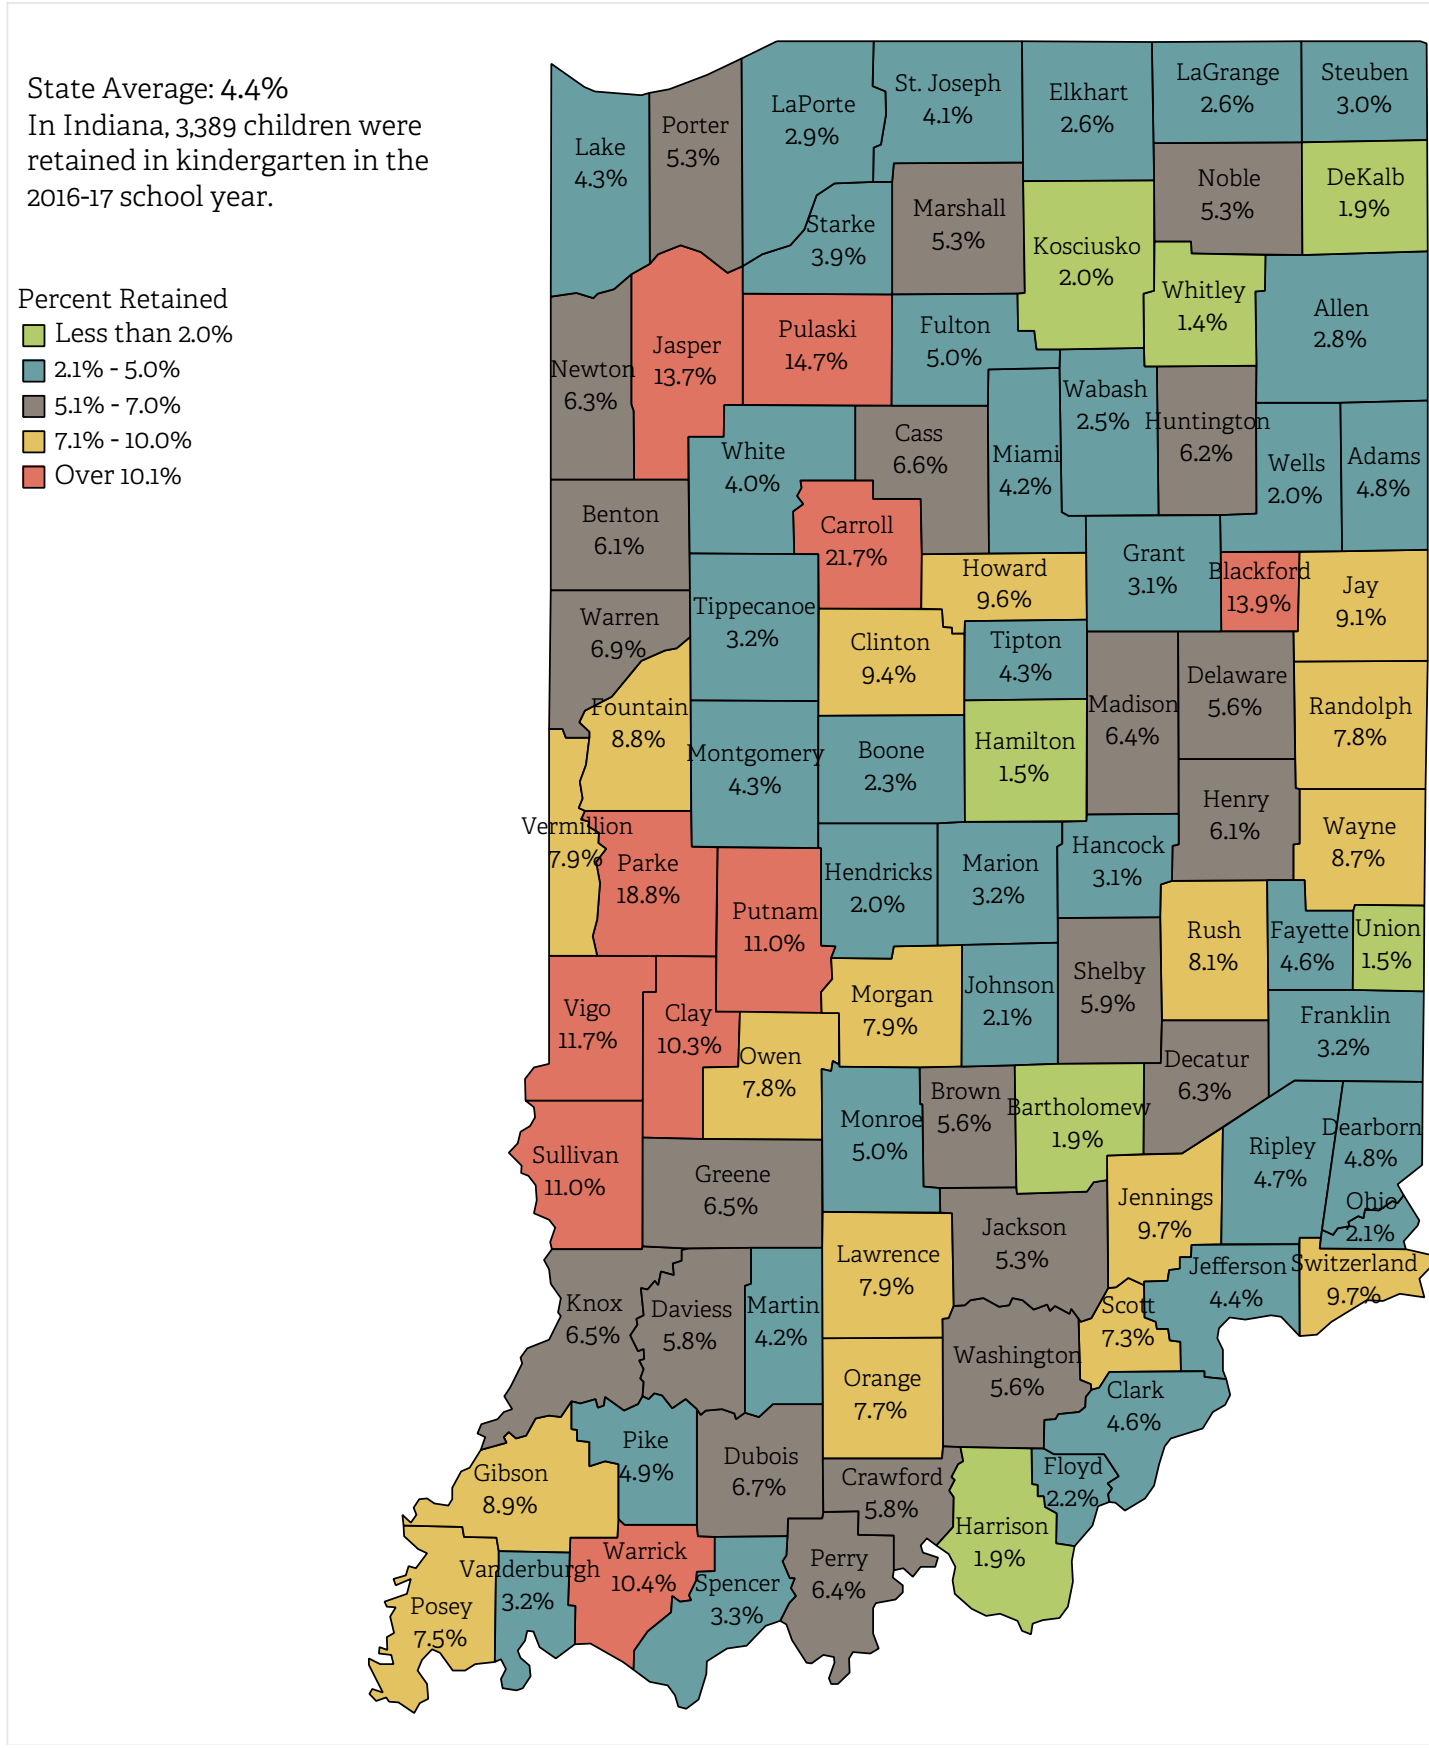 State Average: 4.4%
In Indiana, 3,389 children were
retained in kindergarten in the
2016-17 school year.
Percent Retained
Less than 2.0%
2.1% - 5.0%
5.1% - 7.0%
7.1% - 10.0%
Over 10.1%
Lake
4.3%
Porter
5.3%
LaPorte
2.9%
St. Joseph
4.1%
Elkhart
2.6%
LaGrange
2.6%
Steuben
3.0%
Starke
3.9%
Marshall
5.3%
Kosciusko
2.0%
Noble
5.3%
DeKalb
1.9%
Whitley
1.4%
Allen
2.8%
Newton
6.3%
Jasper
13.7%
Pulaski
14.7%
Fulton
5.0%
Wabash
2.5%
Huntington
6.2%
White
4.0%
Cass
6.6%
Miami
4.2%
Wells
2.0%
Adams
4.8%
Benton
6.1%
Carroll
21.7%
Howard
9.6%
Grant
3.1%
Blackford
13.9%
Jay
9.1%
Warren
6.9%
Tippecanoe
3.2%
Clinton
9.4%
Tipton
4.3%
Madison
6.4%
Delaware
5.6%
Randolph
7.8%
Fountain
8.8%
Montgomery
4.3%
Boone
2.3%
Hamilton
1.5%
Henry
6.1%
Wayne
8.7%
Vermillion
7.9%
Parke
18.8%
Putnam
11.0%
Hendricks
2.0%
Marion
3.2%
Hancock
3.1%
Rush
8.1%
Fayette
4.6%
Union
1.5%
Vigo
11.7%
Clay
10.3%
Owen
7.8%
Morgan
7.9%
Johnson
2.1%
Shelby
5.9%
Decatur
6.3%
Franklin
3.2%
Sullivan
11.0%
Greene
6.5%
Monroe
5.0%
Brown
5.6%
Bartholomew
1.9%
Jennings
9.7%
Ripley
4.7%
Dearborn
4.8%
Ohio
2.1%
Lawrence
7.9%
Jackson
5.3%
Jefferson
4.4%
Switzerland
9.7%
Knox
6.5%
Daviess
5.8%
Martin
4.2%
Orange
7.7%
Washington
5.6%
Scott
7.3%
Clark
4.6%
Gibson
8.9%
Pike
4.9%
Dubois
6.7%
Crawford
5.8%
Floyd
2.2%
Harrison
1.9%
Posey
7.5%
Vanderburgh
3.2%
Warrick
10.4%
Spencer
3.3%
Perry
6.4%